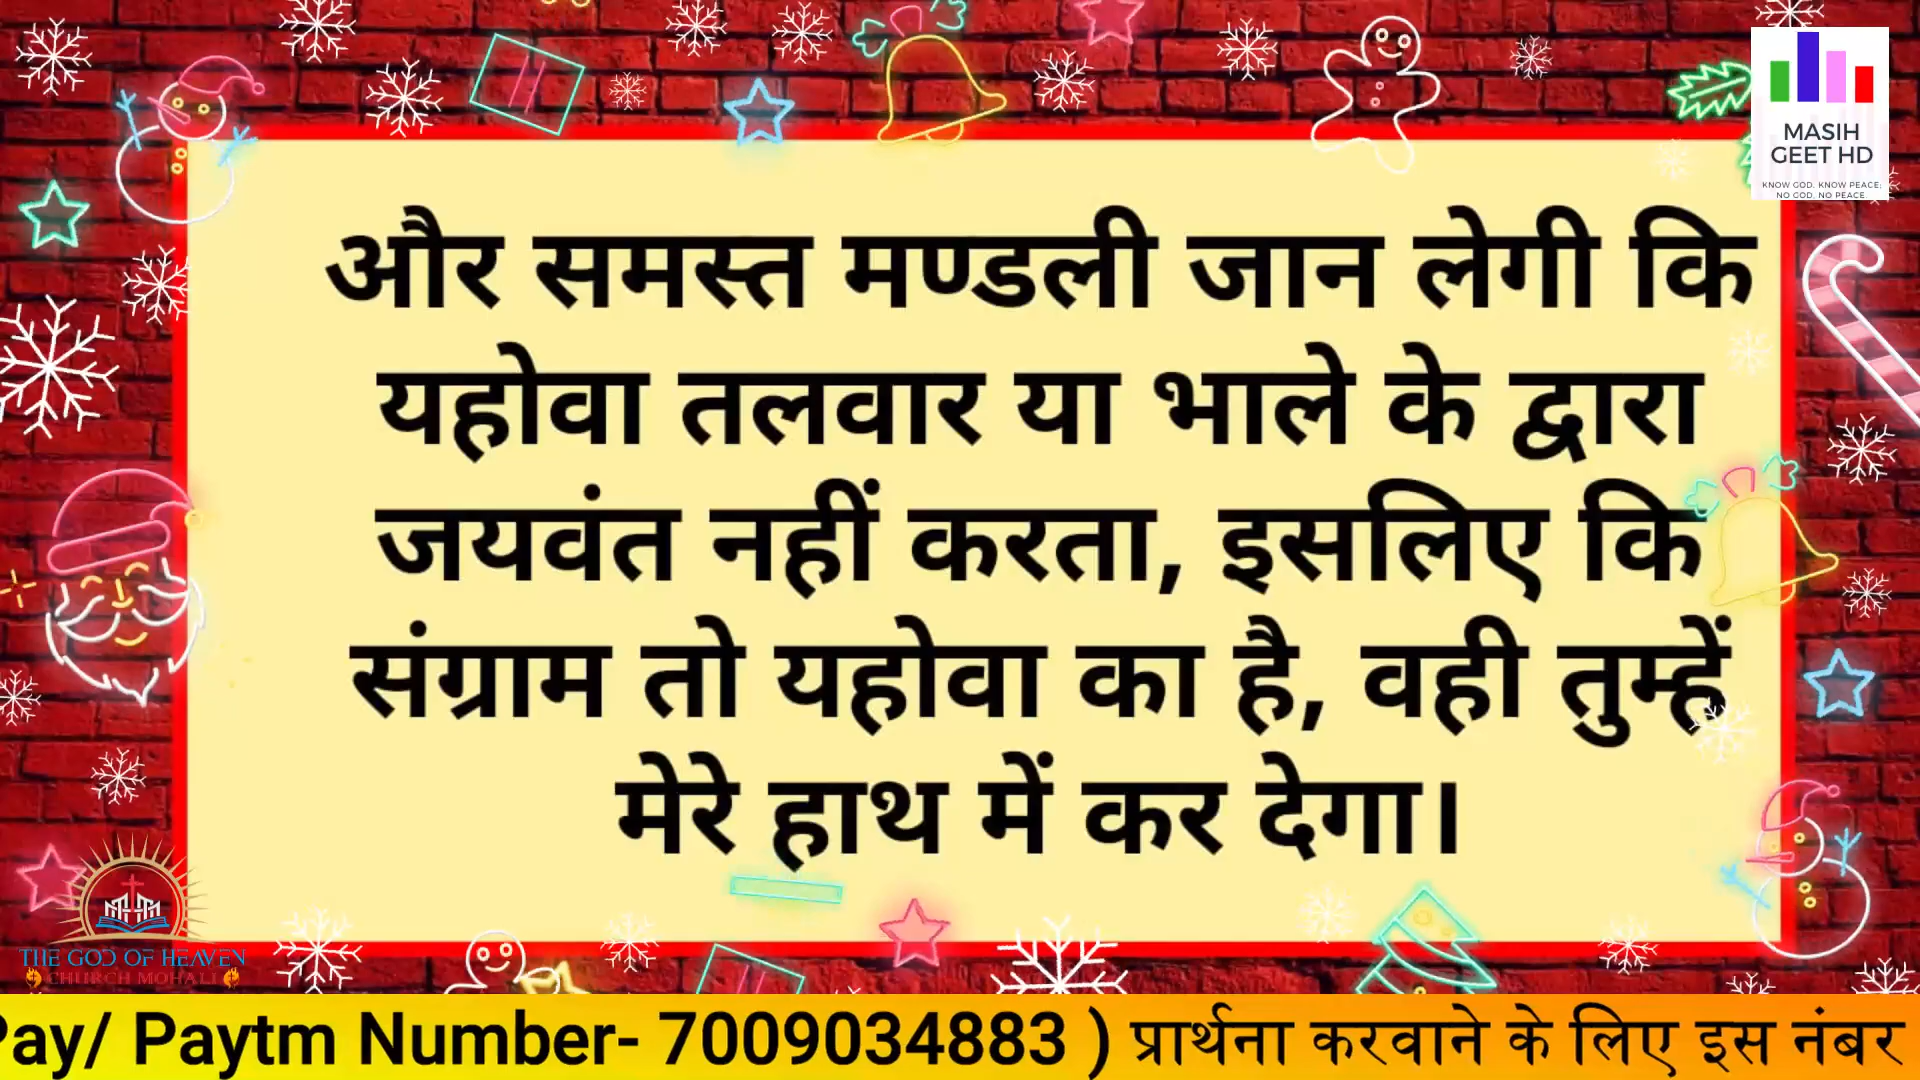 MASIH
GEET HD
KNOW GOD. KNOW PEACE;
NO GOD. NO PEACE
और समस्त मण्डली जान लेगी कि
यहोवा तलवार या भाले के द्वारा
जयवंत नहीं करता, इसलिए कि
संग्राम तो यहोवा का है, वही तुम्हें
मेरे हाथ में कर देगा।
THE GOD OF HEAVEN
CHURCH MOHALI
Pay/ Paytm Number- 7009034883 ) प्रार्थना करवाने के लिए इस नंबर